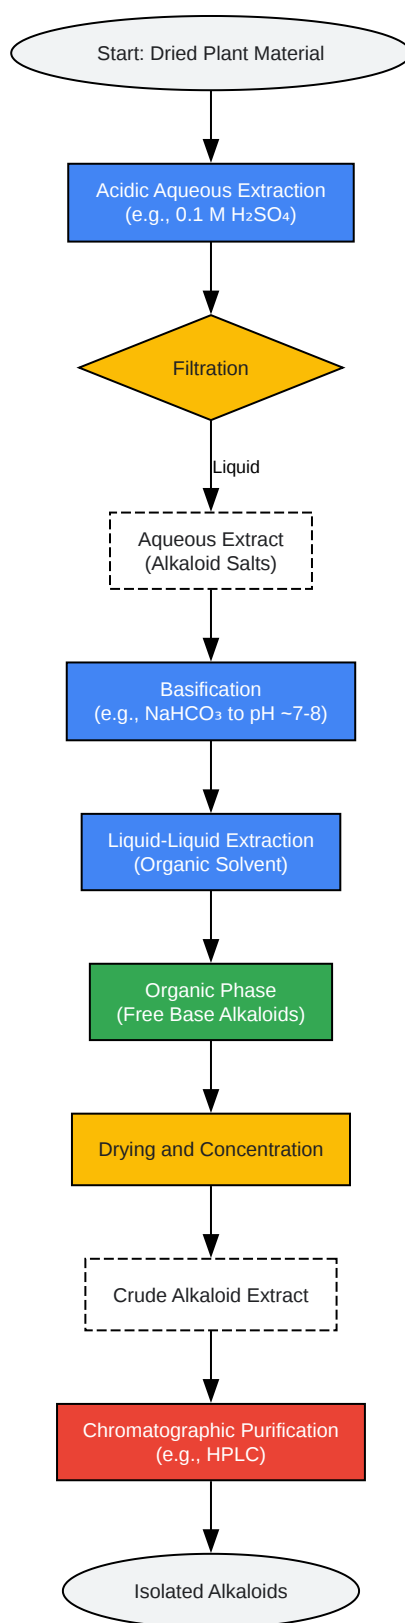 Start: Dried Plant Material
Acidic Aqueous Extraction
(e.g., 0.1 M H₂SO₄)
Filtration
Liquid
Aqueous Extract
(Alkaloid Salts)
Basification
(e.g., NaHCO₃ to pH ~7-8)
Liquid-Liquid Extraction
(Organic Solvent)
Organic Phase
(Free Base Alkaloids)
Drying and Concentration
Crude Alkaloid Extract
Chromatographic Purification
(e.g., HPLC)
Isolated Alkaloids